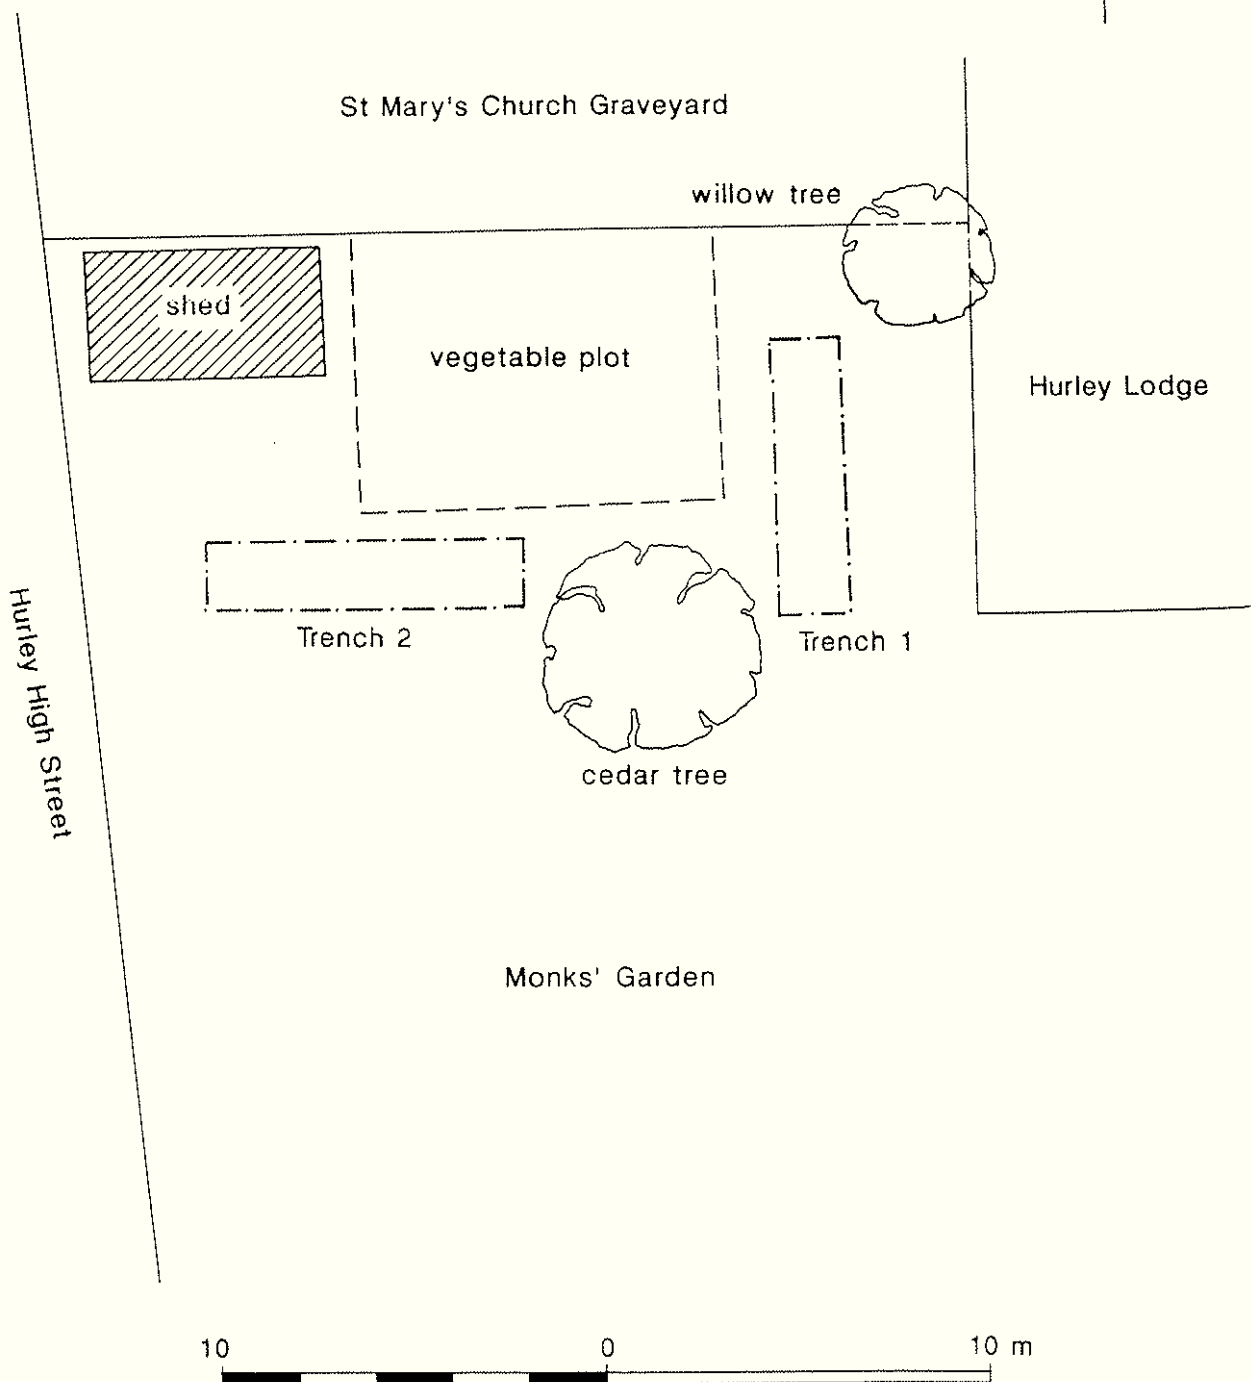 St Mary's Church Graveyard
willow tree
shed
vegetable plot
Hurley Lodge
Trench 2
Trench 1
Hurley High Street
cedar tree
Monks' Garden
10 0 10 m